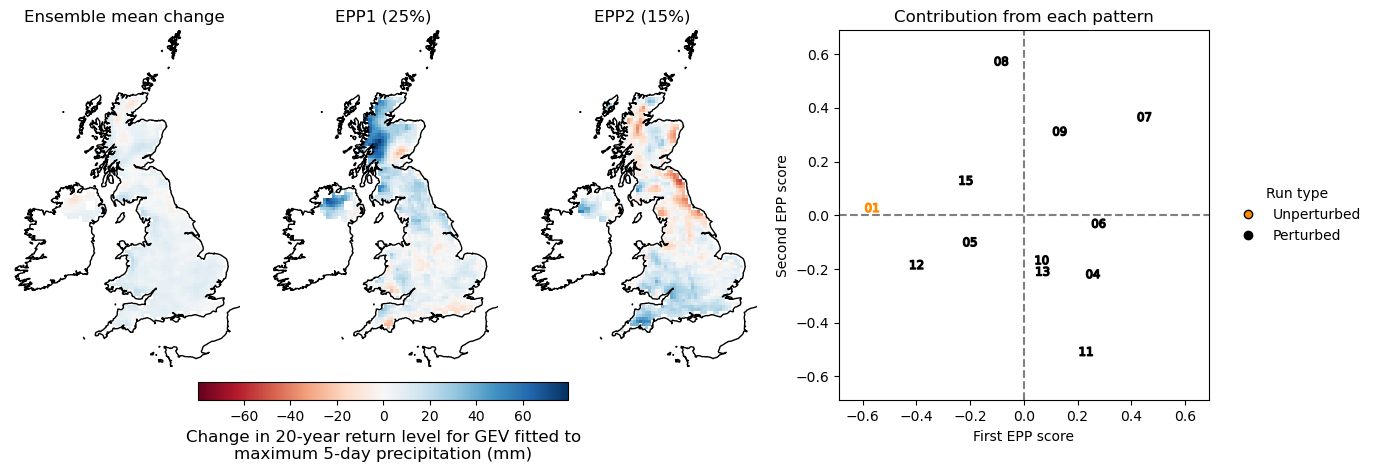 Ensemble mean change
EPP1 (25%)
EPP2 (15%)
Contribution from each pattern
−60 −40 −20 0 20 40 60
Change in 20-year return level for GEV fitted to
maximum 5-day precipitation (mm)
Second EPP score
0.6
0.4
0.2
0.0
−0.2
−0.4
−0.6
08
07
09
15
01
06
05
10
12
13
04
11
−0.6 −0.4 −0.2 0.0 0.2 0.4 0.6
First EPP score
Run type
Unperturbed
Perturbed